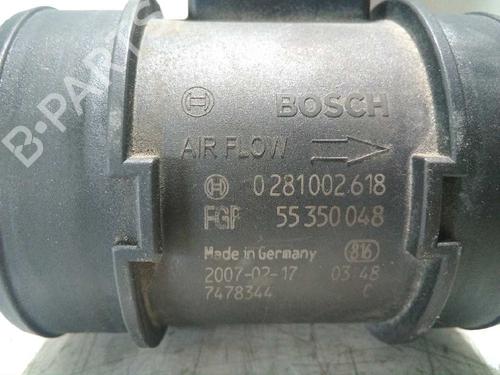 B-PARTS
BOSCH
AIR FLOW
0 281 002 618
FGP 55 350 048
Made in Germany 816
2007-02-17 03:48
7478344 C